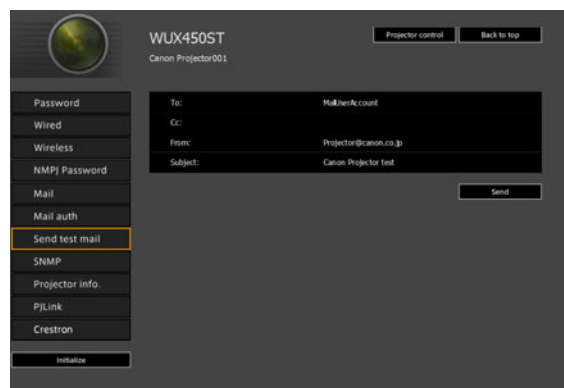 WUX450ST
Projector control
Back to top
Canon Projector001
Password
Wired
Wireless
NMPJ Password
Mail
Mail auth
Send test mail
SNMP
Projector info.
PJLink
Crestron
Initialize
To: MailUserAccount
Cc:
From: Projector@canon.co.jp
Subject: Canon Projector test
Send